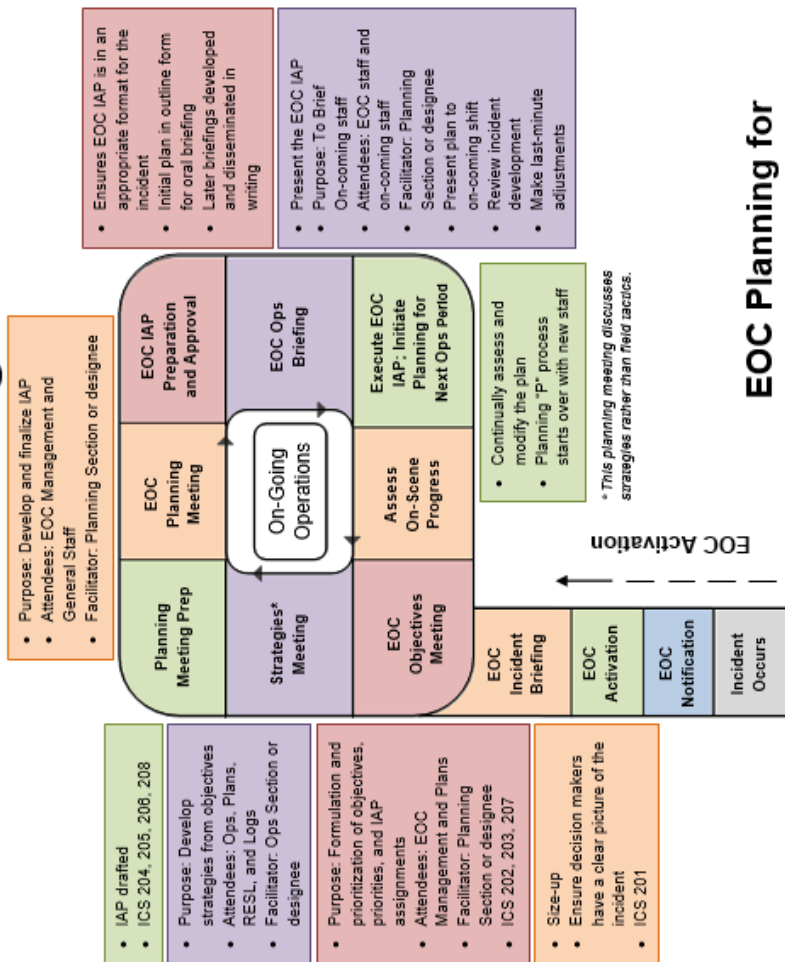 • Purpose: Develop and finalize IAP
• Attendees: EOC Management and
General Staff
• Facilitator: Planning Section or designee
• IAP drafted
• ICS 204, 205, 206, 208
Planning
Meeting Prep
EOC
Planning
Meeting
EOC IAP
Preparation
and Approval
• Ensures EOC IAP is in an
appropriate format for the
incident
• Initial plan in outline form
for oral briefing
• Later briefings developed
and disseminated in
writing
• Purpose: Develop
strategies from objectives
• Attendees: Ops, Plans,
RESL, and Logs
• Facilitator: Ops Section or
designee
Strategies*
Meeting
On-Going
Operations
EOC Ops
Briefing
• Present the EOC IAP
• Purpose: To Brief
On-coming staff
• Attendees: EOC staff and
on-coming staff
• Facilitator: Planning
Section or designee
• Present plan to
on-coming shift
• Review incident
development
• Make last-minute
adjustments
• Purpose: Formulation and
prioritization of objectives,
priorities, and IAP
assignments
• Attendees: EOC
Management and Plans
• Facilitator: Planning
Section or designee
• ICS 202, 203, 207
EOC
Objectives
Meeting
Assess
On-Scene
Progress
Execute EOC
IAP; Initiate
Planning for
Next Ops Period
• Size-up
• Ensure decision makers
have a clear picture of the
incident
• ICS 201
EOC
Incident
Briefing
EOC
Activation
EOC
Notification
Incident
Occurs
EOC Activation
• Continually assess and
modify the plan
• Planning "P" process
starts over with new staff
* This planning meeting discusses
strategies rather than field tactics.
EOC Planning for